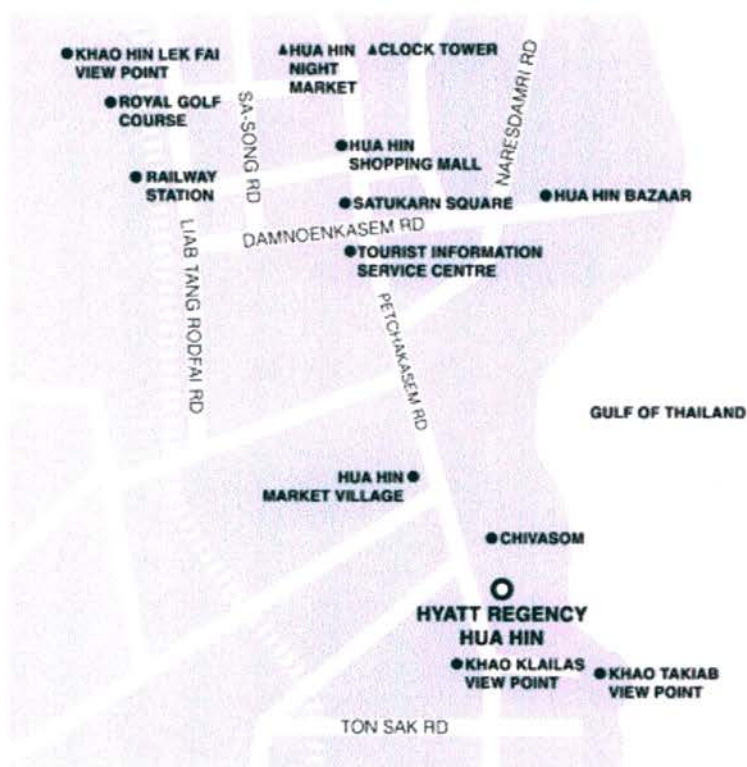 KHAO HIN LEK FAI
VIEW POINT
HUA HIN
NIGHT
MARKET
CLOCK TOWER
NARESDAMRI RD
ROYAL GOLF
COURSE
SA-SONG RD
HUA HIN
SHOPPING MALL
RAILWAY
STATION
SATUKARN SQUARE
HUA HIN BAZAAR
DAMNOENKASEM RD
LIAB TANG RODFAI RD
TOURIST INFORMATION
SERVICE CENTRE
PETCHAKASEM RD
GULF OF THAILAND
HUA HIN
MARKET VILLAGE
CHIVASOM
HYATT REGENCY
HUA HIN
KHAO KLAILAS
VIEW POINT
KHAO TAKIAB
VIEW POINT
TON SAK RD